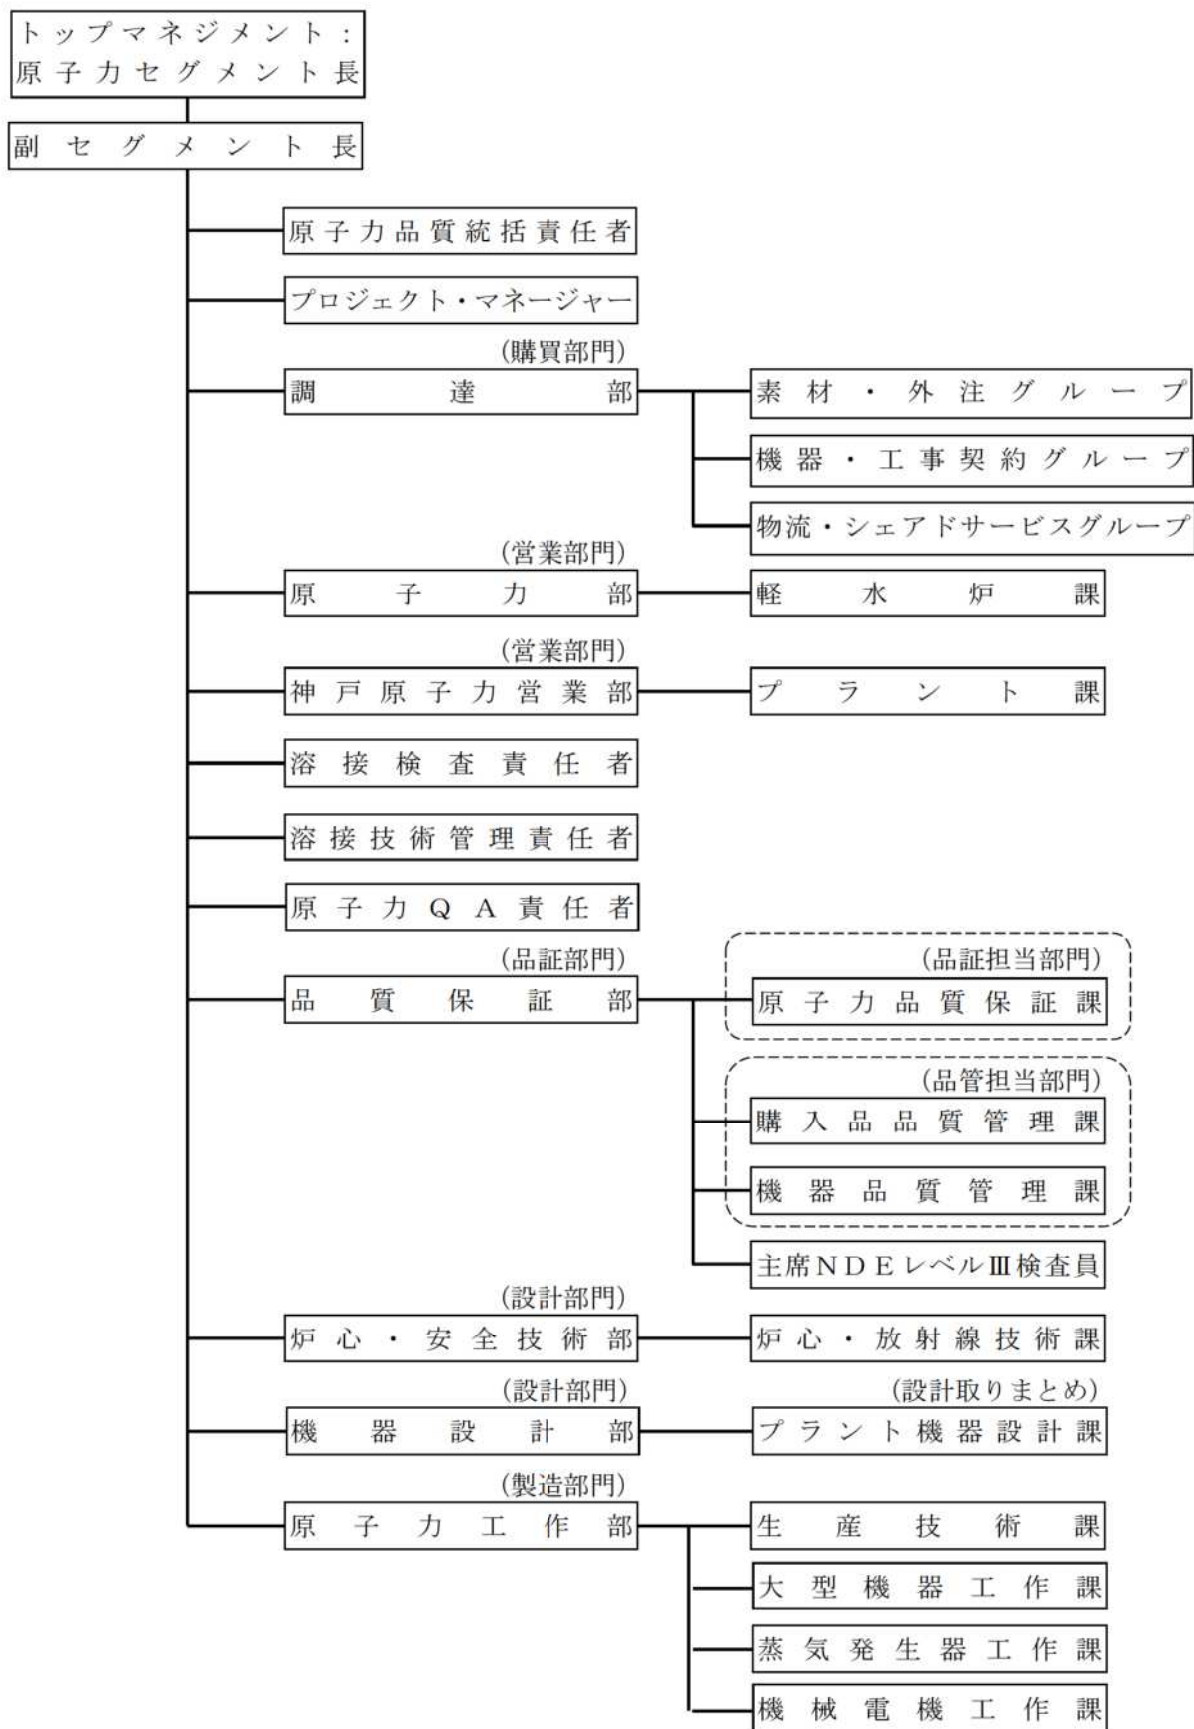 トップマネジメント：
原子力セグメント長
副セグメント長
原子力品質統括責任者
プロジェクト・マネージャー
(購買部門)
調達部
素材・外注グループ
機器・工事契約グループ
物流・シェアドサービスグループ
(営業部門)
原子力部
軽水炉課
(営業部門)
神戸原子力営業部
プラント課
溶接検査責任者
溶接技術管理責任者
原子力ＱＡ責任者
(品証部門)
品質保証部
(品証担当部門)
原子力品質保証課
(品管担当部門)
購入品品質管理課
機器品質管理課
主席ＮＤＥレベルⅢ検査員
(設計部門)
炉心・安全技術部
炉心・放射線技術課
(設計部門)
機器設計部
(設計取りまとめ)
プラント機器設計課
(製造部門)
原子力工作部
生産技術課
大型機器工作課
蒸気発生器工作課
機械電機工作課